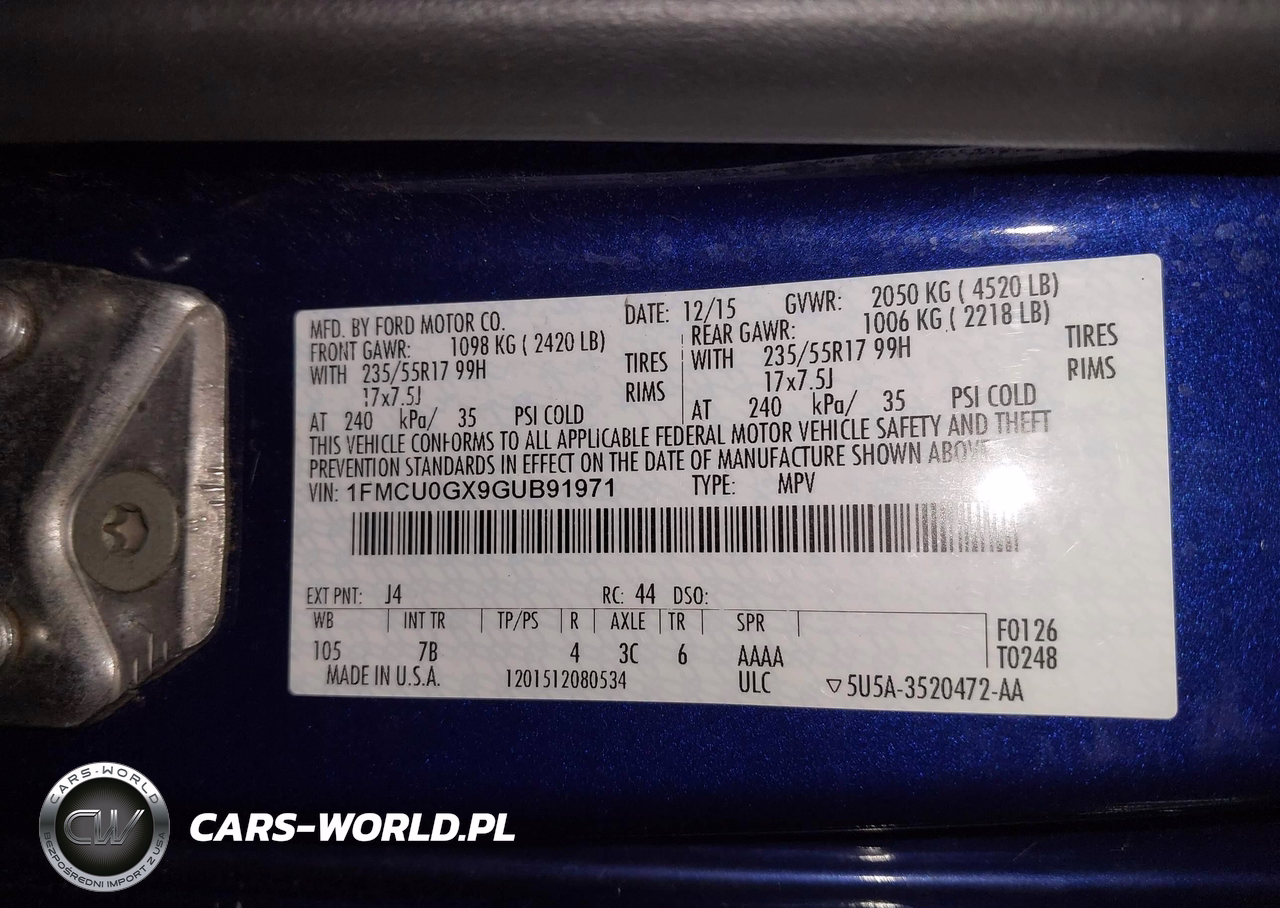 MFD. BY FORD MOTOR CO. DATE: 12/15 GVWR: 2050 KG ( 4520 LB)
FRONT GAWR: 1098 KG ( 2420 LB) REAR GAWR: 1006 KG ( 2218 LB)
WITH 235/55R17 99H TIRES WITH 235/55R17 99H TIRES
17x7.5J RIMS 17x7.5J RIMS
AT 240 kPa/ 35 PSI COLD AT 240 kPa/ 35 PSI COLD
THIS VEHICLE CONFORMS TO ALL APPLICABLE FEDERAL MOTOR VEHICLE SAFETY AND THEFT
PREVENTION STANDARDS IN EFFECT ON THE DATE OF MANUFACTURE SHOWN ABOVE
VIN: 1FMCU0GX9GUB91971 TYPE: MPV
EXT PNT: J4 RC: 44 DSO:
WB INT TR TP/PS R AXLE TR SPR
105 7B 4 3C 6 AAAA
F0126
T0248
MADE IN U.S.A. 1201512080534 ULC ▽5U5A-3520472-AA
CARS-WORLD
CW
BEZPOŚREDNI IMPORT Z USA
CARS-WORLD.PL